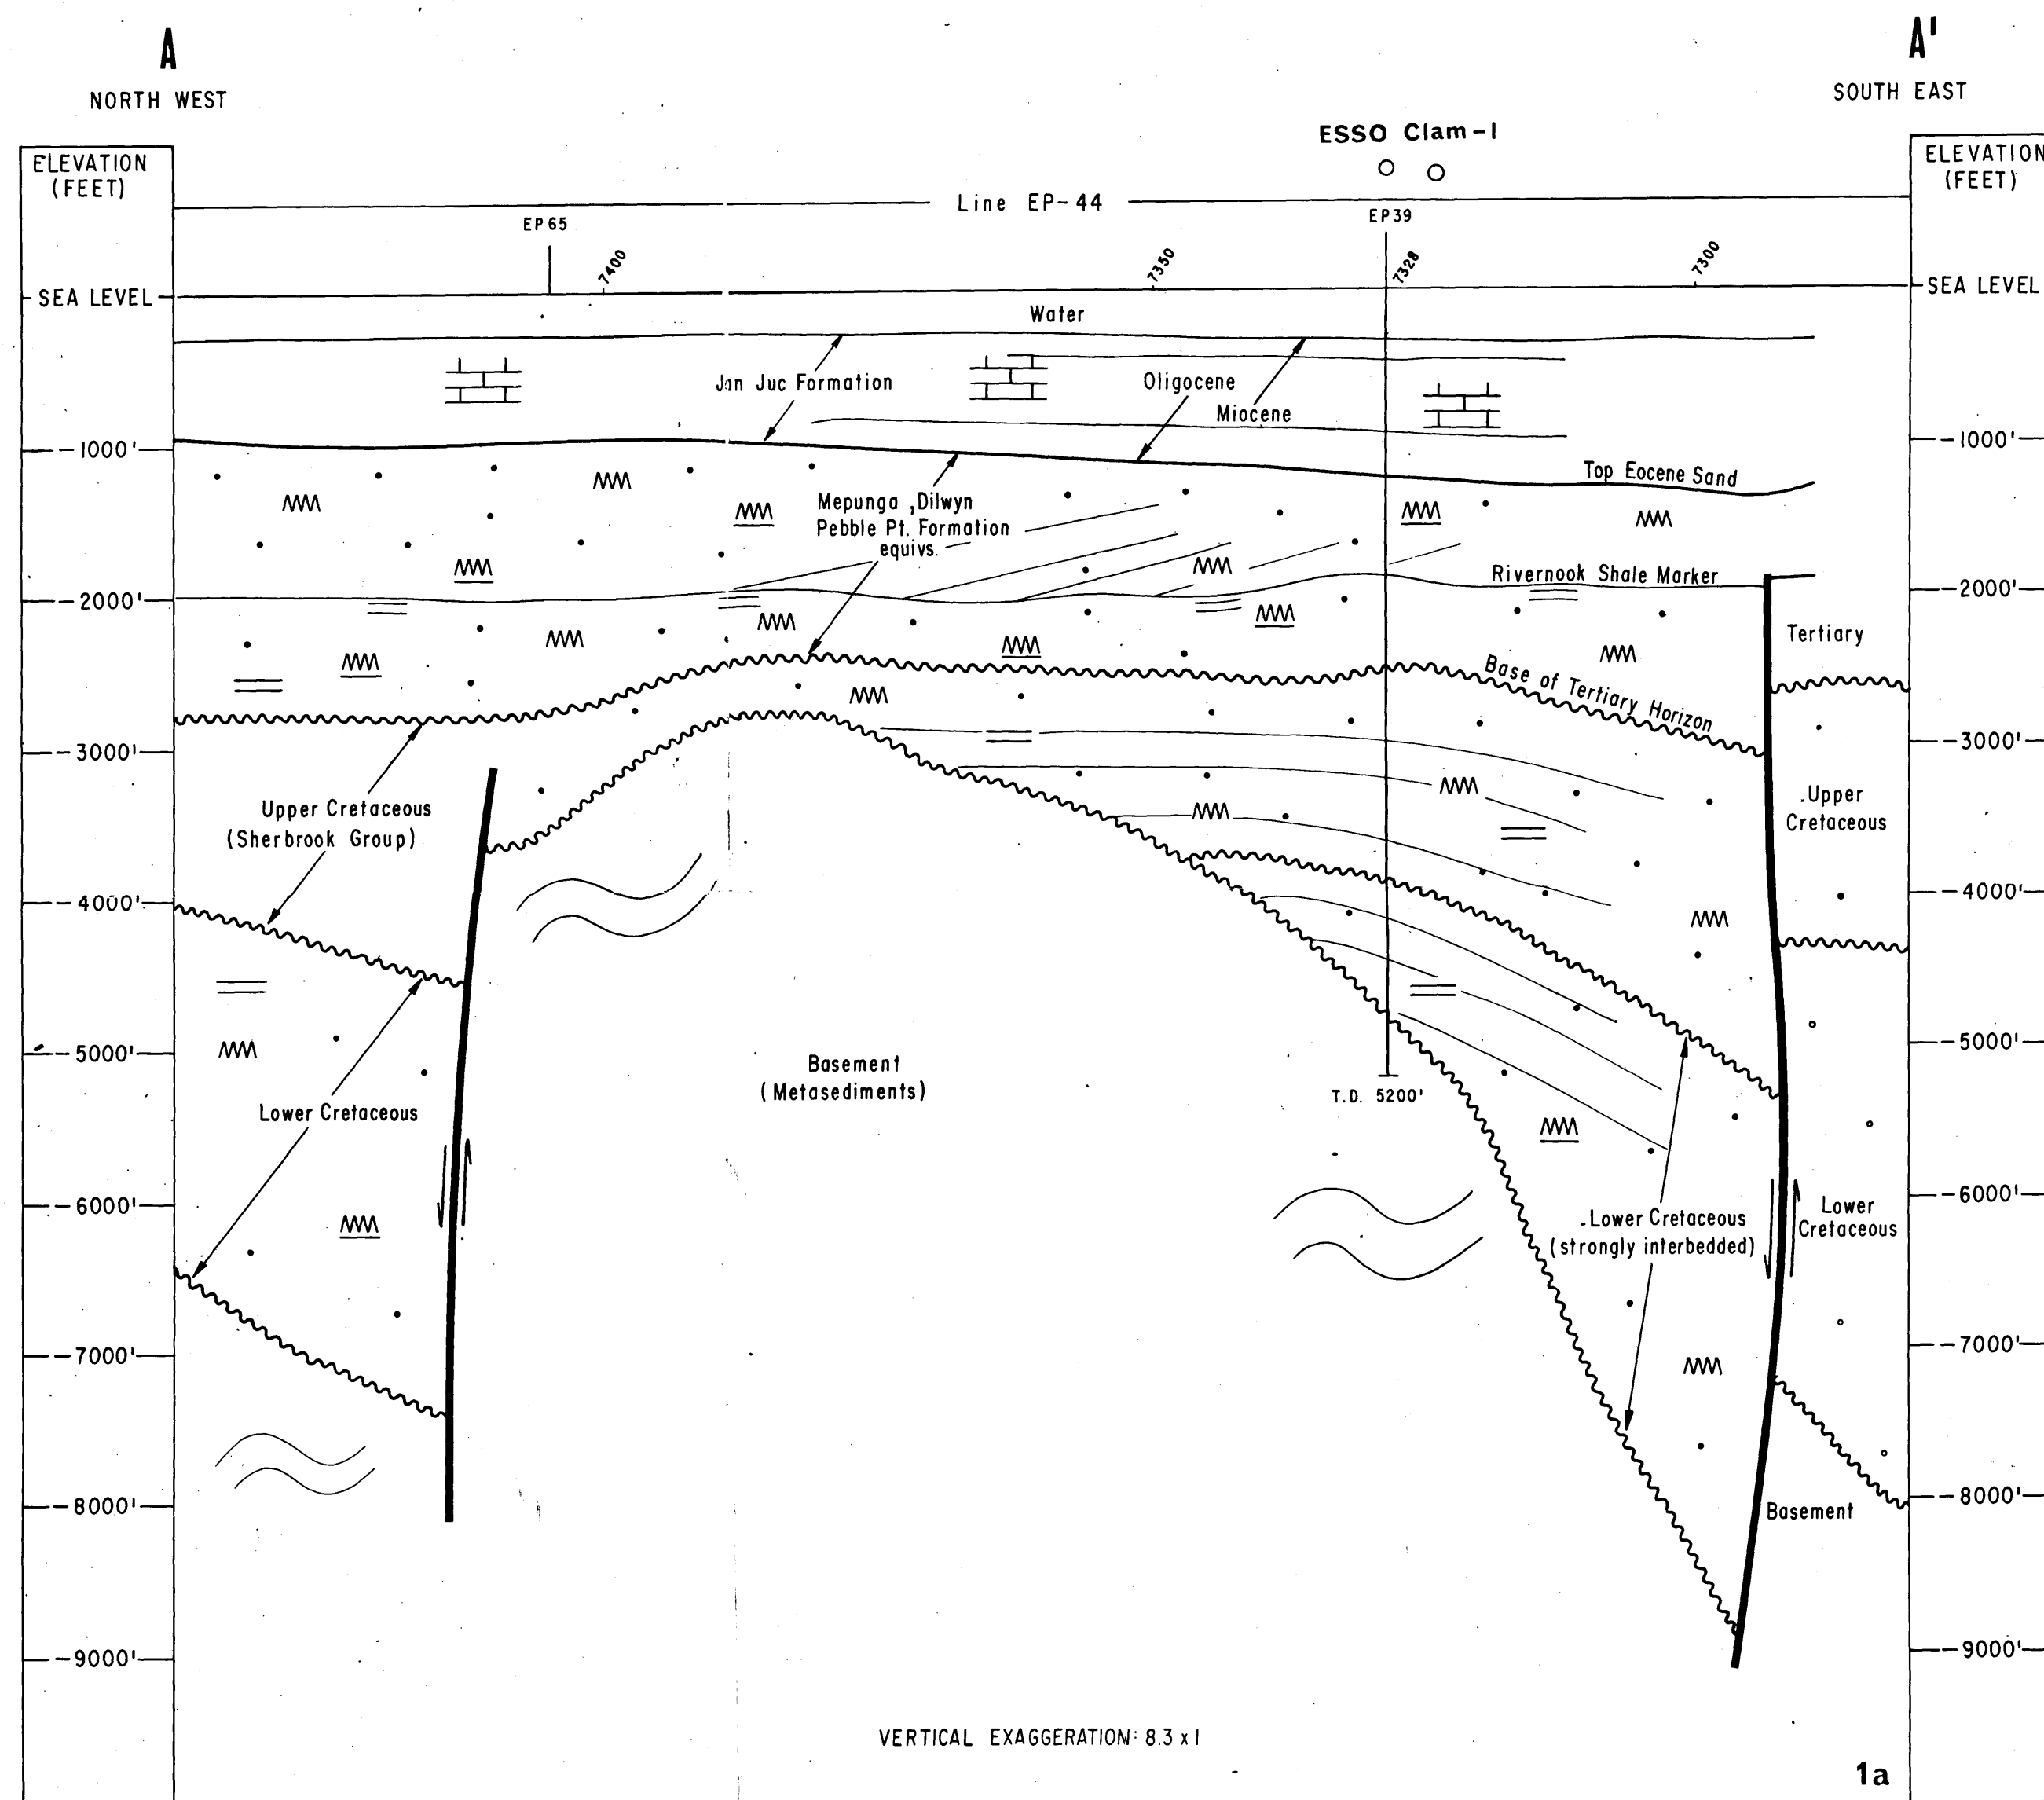 A
A'
NORTH WEST
SOUTH EAST
ESSO Clam-1
ELEVATION
(FEET)
ELEVATION
(FEET)
Line EP-44
EP65
EP39
7400
7350
7328
7300
SEA LEVEL
SEA LEVEL
Water
Jan Juc Formation
Oligocene
Miocene
-1000'
-1000'
Top Eocene Sand
Mepunga ,Dilwyn
Pebble Pt. Formation
equivs.
Rivernook Shale Marker
-2000'
-2000'
Tertiary
Base of Tertiary Horizon
-3000'
-3000'
Upper Cretaceous
(Sherbrook Group)
Upper
Cretaceous
-4000'
-4000'
-5000'
-5000'
Basement
(Metasediments)
T.D. 5200'
Lower Cretaceous
-6000'
-6000'
Lower Cretaceous
(strongly interbedded)
Lower
Cretaceous
-7000'
-7000'
-8000'
-8000'
Basement
-9000'
-9000'
VERTICAL EXAGGERATION: 8.3 x 1
1a